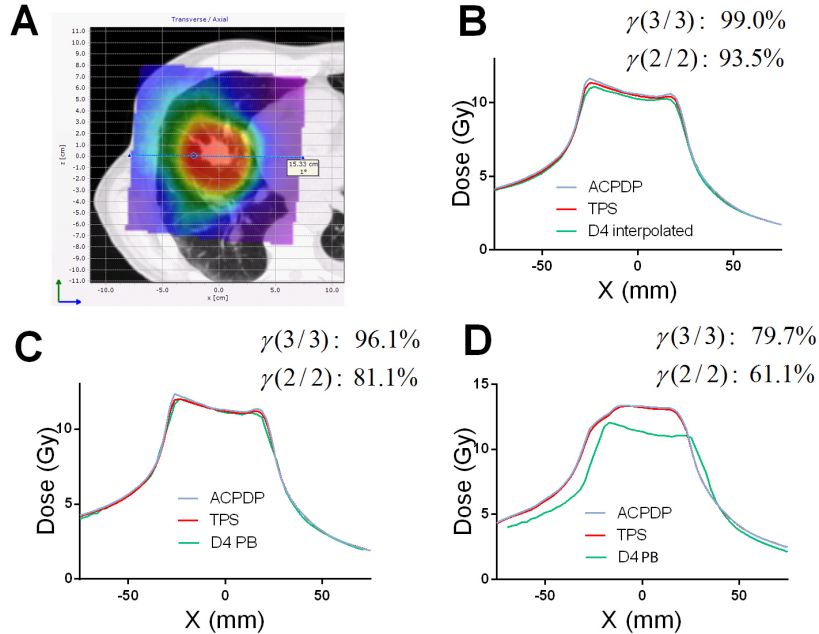 A
Transverse / Axial
11.0
10.0
9.0
8.0
7.0
6.0
5.0
4.0
3.0
2.0
1.0
0.0
-1.0
-2.0
-3.0
-4.0
-5.0
-6.0
-7.0
-8.0
-9.0
-10.0
-11.0
z [cm]
15.33 cm
1°
-10.0 -5.0 0.0 5.0 10.0
x [cm]
B
γ(3/3): 99.0%
γ(2/2): 93.5%
10
5
0
Dose (Gy)
ACPDP
TPS
D4 interpolated
-50 0 50
X (mm)
C
γ(3/3): 96.1%
γ(2/2): 81.1%
10
5
0
Dose (Gy)
ACPDP
TPS
D4 PB
-50 0 50
X (mm)
D
γ(3/3): 79.7%
γ(2/2): 61.1%
15
10
5
0
Dose (Gy)
ACPDP
TPS
D4 PB
-50 0 50
X (mm)